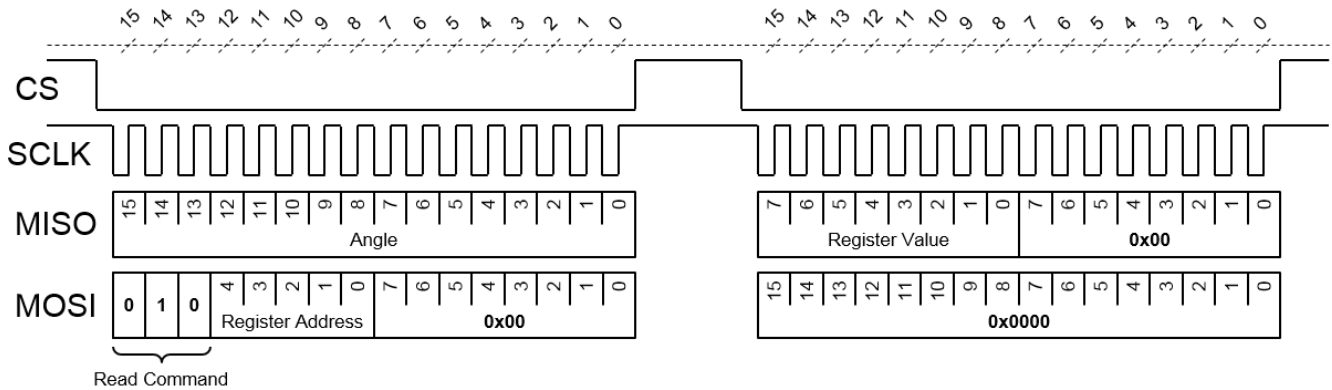 15 14 13 12 11 10 9 8 7 6 5 4 3 2 1 0 15 14 13 12 11 10 9 8 7 6 5 4 3 2 1 0
CS
SCLK
MISO 15 14 13 12 11 10 9 8 7 6 5 4 3 2 1 0 7 6 5 4 3 2 1 0 7 6 5 4 3 2 1 0
Angle Register Value 0x00
MOSI 0 1 0 4 3 2 1 0 7 6 5 4 3 2 1 0 15 14 13 12 11 10 9 8 7 6 5 4 3 2 1 0
Register Address 0x00 0x0000
Read Command